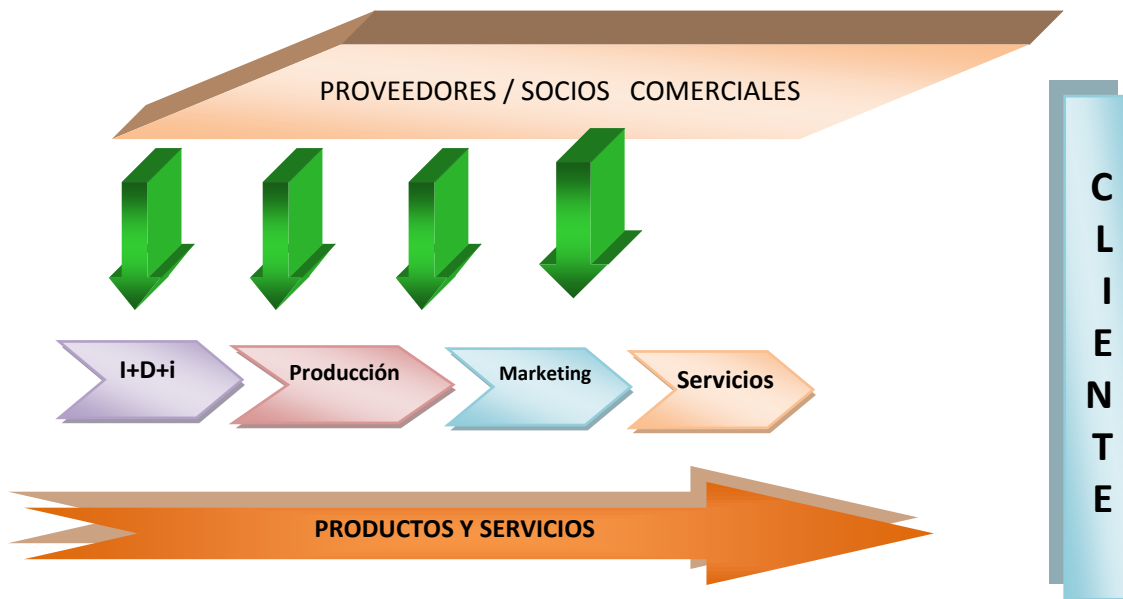 PROVEEDORES / SOCIOS COMERCIALES
I+D+i
Producción
Marketing
Servicios
PRODUCTOS Y SERVICIOS
C
L
I
E
N
T
E